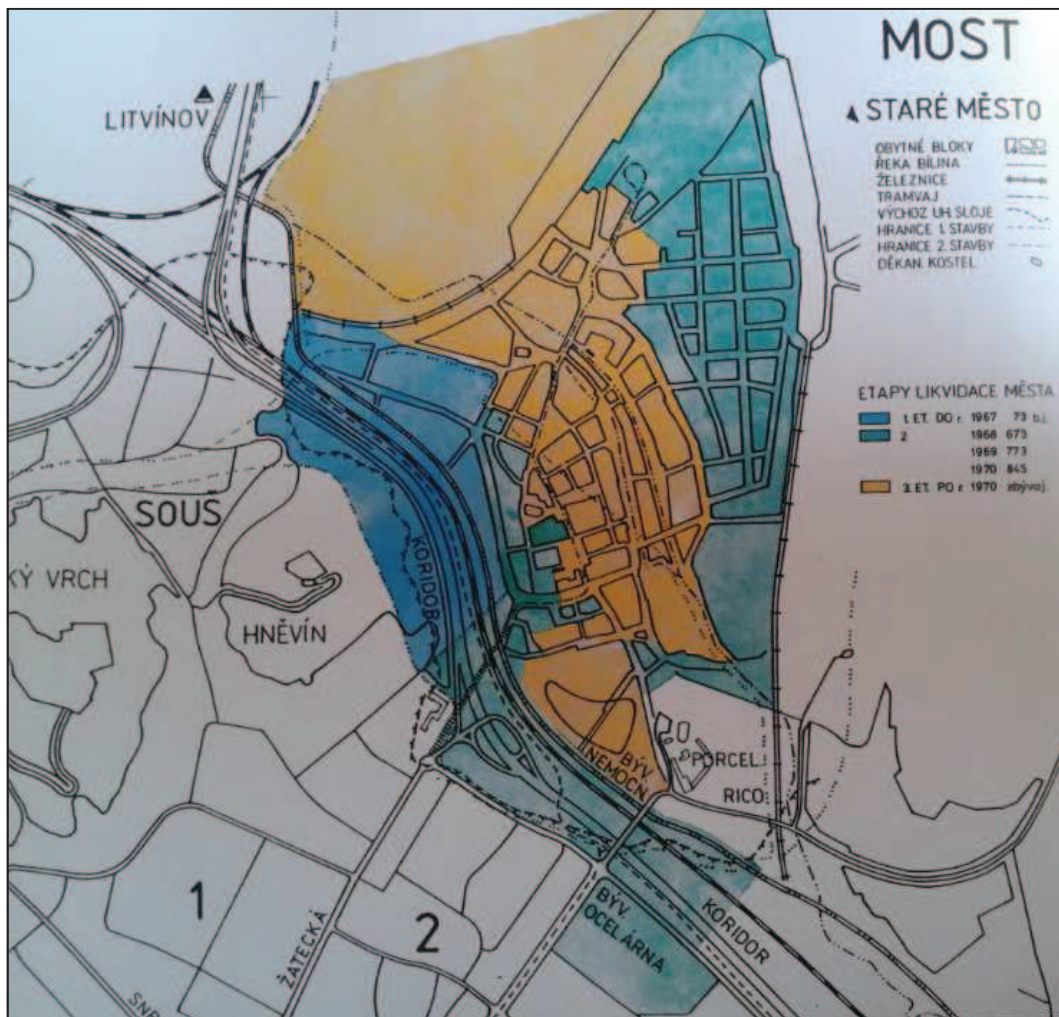 MOST
STARÉ MĚSTO
OBYTNÉ BLOKY
ŘEKA BÍLINA
ŽELEZNICE
TRAMVAJ
VÝCHOZ UH. SLOJE
HRANICE 1. STAVBY
HRANICE 2. STAVBY
DĚKAN. KOSTEL
ETAPY LIKVIDACE MĚSTA
1. ET. DO r. 1967 73 b.j.
2 1968 673
1969 773
1970 845
3. ET. PO r. 1970 zbývaj.
LITVÍNOV
SOUŠ
KÝ VRCH
HNĚVÍN
KORIDOR
BÝV.
NEMOCN.
PORCEL.
RICO
1
2
ŽATECKÁ
SNP
BÝV.
OCELÁRNA
KORIDOR